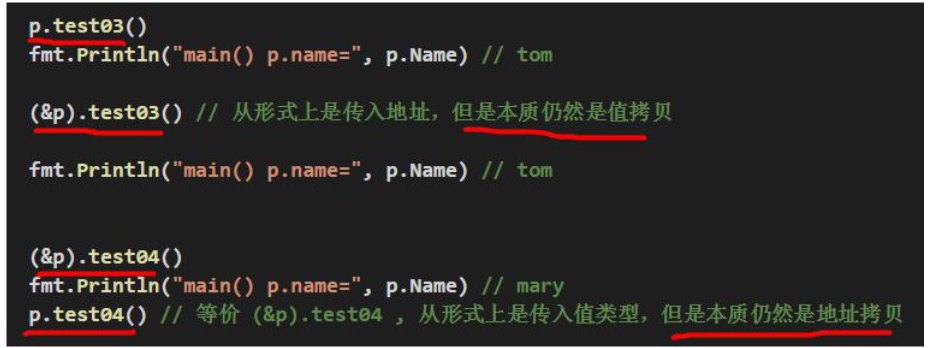 p.test03()
fmt.Println("main() p.name=", p.Name) // tom
(&p).test03() // 从形式上是传入地址，但是本质仍然是值拷贝
fmt.Println("main() p.name=", p.Name) // tom
(&p).test04()
fmt.Println("main() p.name=", p.Name) // mary
p.test04() // 等价 (&p).test04 , 从形式上是传入值类型，但是本质仍然是地址拷贝